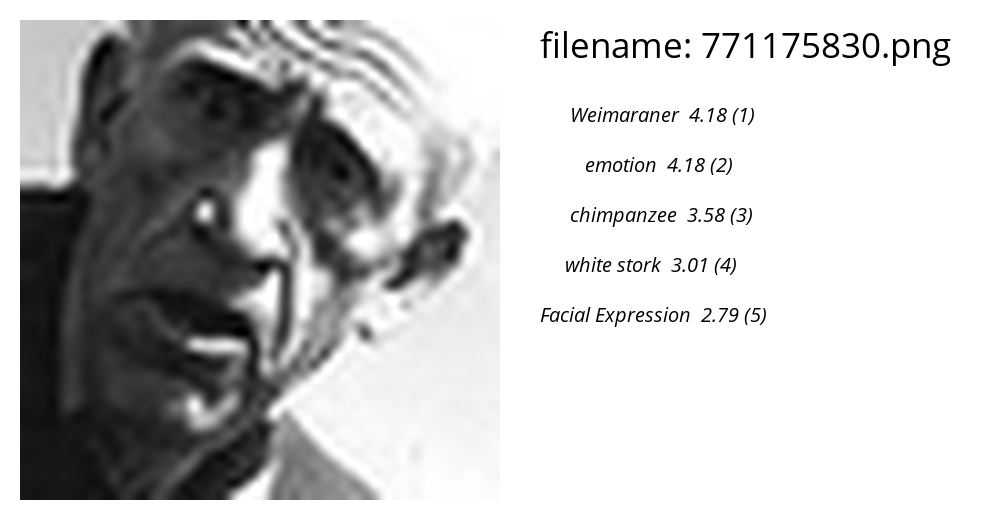 filename: 771175830.png
Weimaraner 4.18 (1)
emotion 4.18 (2)
chimpanzee 3.58 (3)
white stork 3.01 (4)
Facial Expression 2.79 (5)